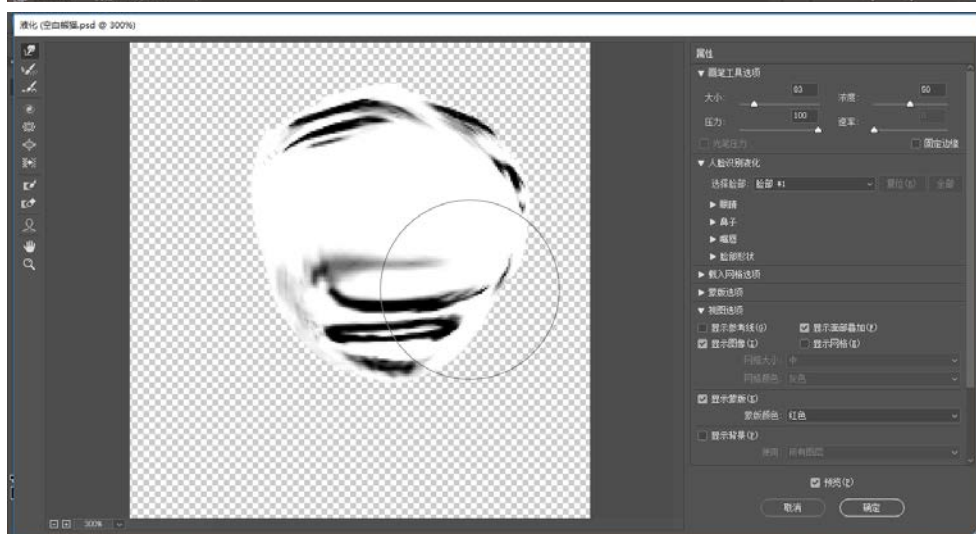 液化 (空白熊猫.psd @ 300%)
属性
▼ 画笔工具选项
大小: 83 浓度: 50
压力: 100 速率:
光笔压力 固定边缘
▼ 人脸识别液化
选择脸部: 脸部 #1 复位(S) 全部
▶ 眼睛
▶ 鼻子
▶ 嘴唇
▶ 脸部形状
▶ 载入网格选项
▶ 蒙版选项
▼ 视图选项
显示参考线(G) 显示面部叠加(F)
显示图像(I) 显示网格(E)
网格大小: 中
网格颜色: 灰色
显示蒙版(K)
蒙版颜色: 红色
显示背景(P)
使用: 所有图层
预览(P)
取消 确定
300%